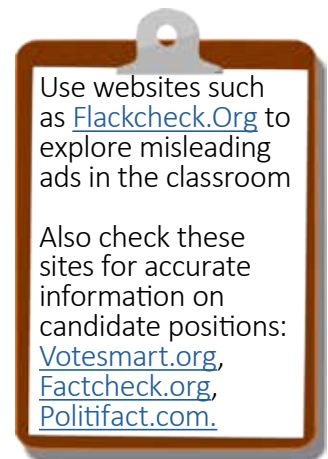 Use websites such
as Flackcheck.Org to
explore misleading
ads in the classroom
Also check these
sites for accurate
information on
candidate positions:
Votesmart.org,
Factcheck.org,
Politifact.com.